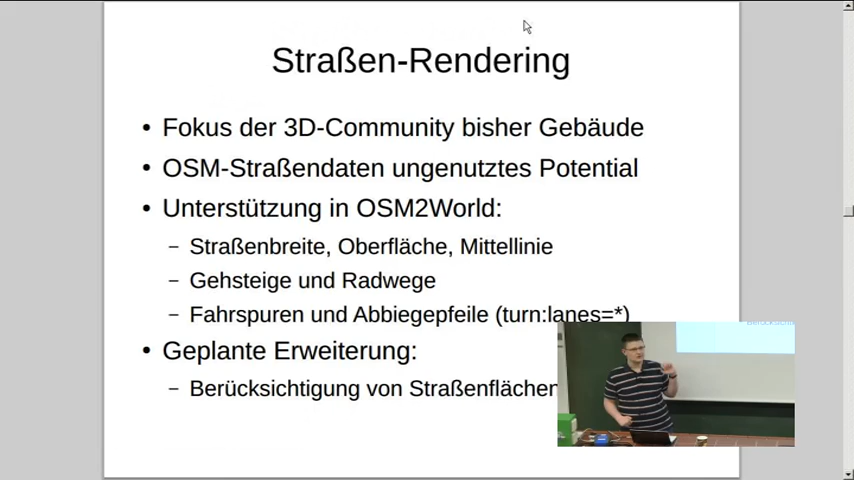 Straßen-Rendering
• Fokus der 3D-Community bisher Gebäude
• OSM-Straßendaten ungenutztes Potential
• Unterstützung in OSM2World:
– Straßenbreite, Oberfläche, Mittellinie
– Gehsteige und Radwege
– Fahrspuren und Abbiegepfeile (turn:lanes=*)
• Geplante Erweiterung:
– Berücksichtigung von Straßenflächen